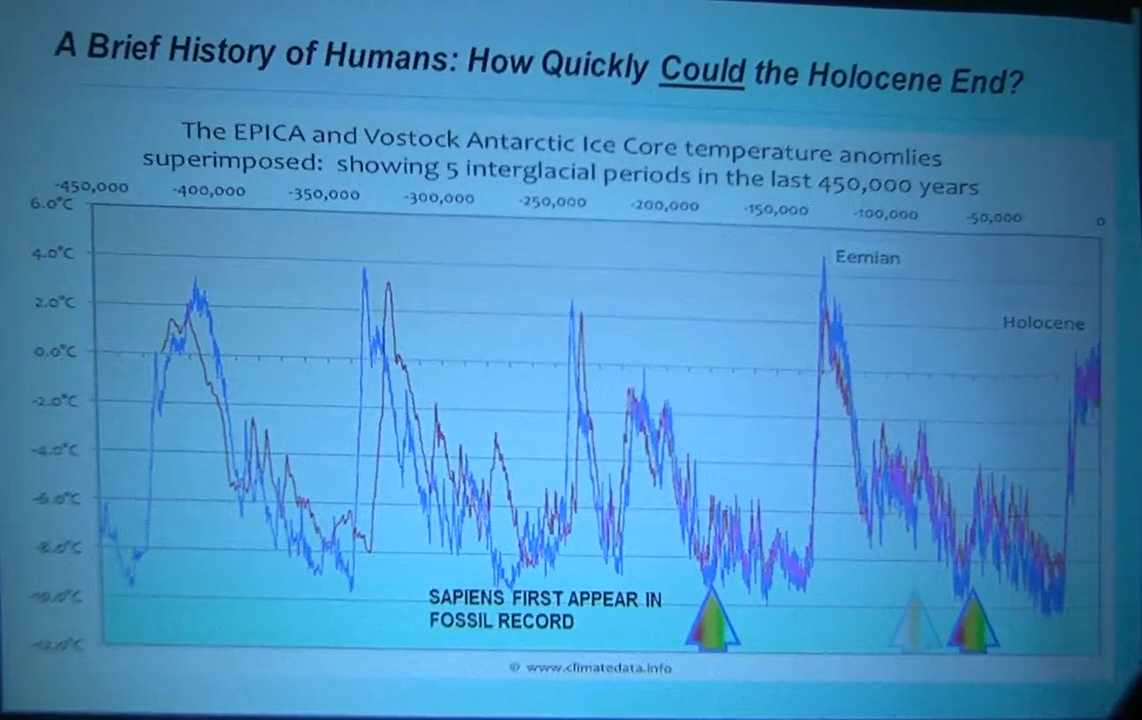 A Brief History of Humans: How Quickly Could the Holocene End?
The EPICA and Vostock Antarctic Ice Core temperature anomlies
superimposed: showing 5 interglacial periods in the last 450,000 years
-450,000 -400,000 -350,000 -300,000 -250,000 -200,000 -150,000 -100,000 -50,000 0
6.0°C
4.0°C
2.0°C
0.0°C
-2.0°C
-4.0°C
-6.0°C
-8.0°C
-10.0°C
-12.0°C
Eemian
Holocene
SAPIENS FIRST APPEAR IN
FOSSIL RECORD
© www.climatedata.info